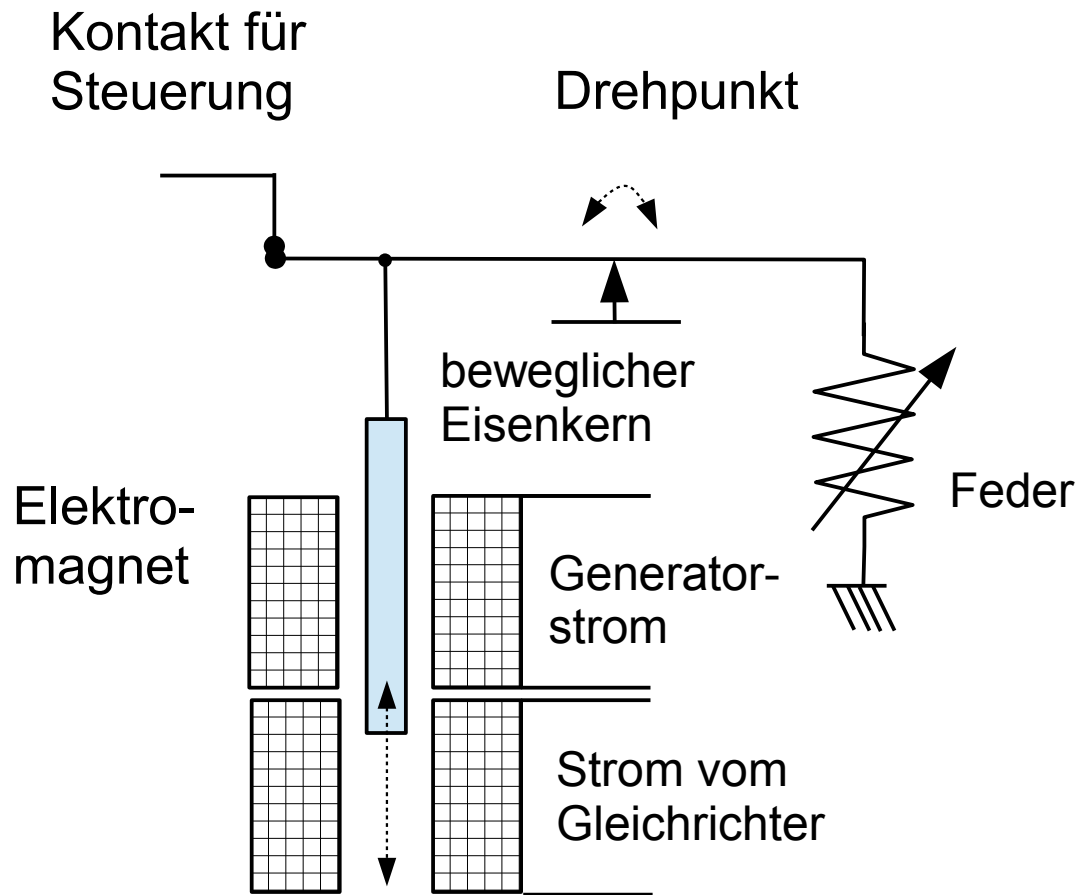 Kontakt für
Steuerung
Drehpunkt
beweglicher
Eisenkern
Elektro-
magnet
Feder
Generator-
strom
Strom vom
Gleichrichter